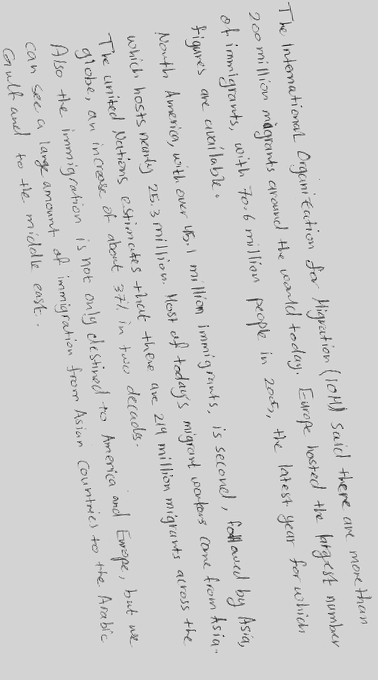 The International Organization for Migration (IOM) said there are more than
200 million migrants around the world today. Europe hosted the largest number
of immigrants, with 70.6 million people in 2005, the latest year for which
figures are available.
North America, with over 45.1 million immigrants, is second, followed by Asia,
which hosts nearly 25.3 million. Most of today's migrant workers come from Asia.
The United Nations estimates that there are 214 million migrants across the
globe, an increase of about 37% in two decades.
Also the immigration is not only destined to America and Europe, but we
can see a large amount of immigration from Asian Countries to the Arabic
Gulf and to the middle east.